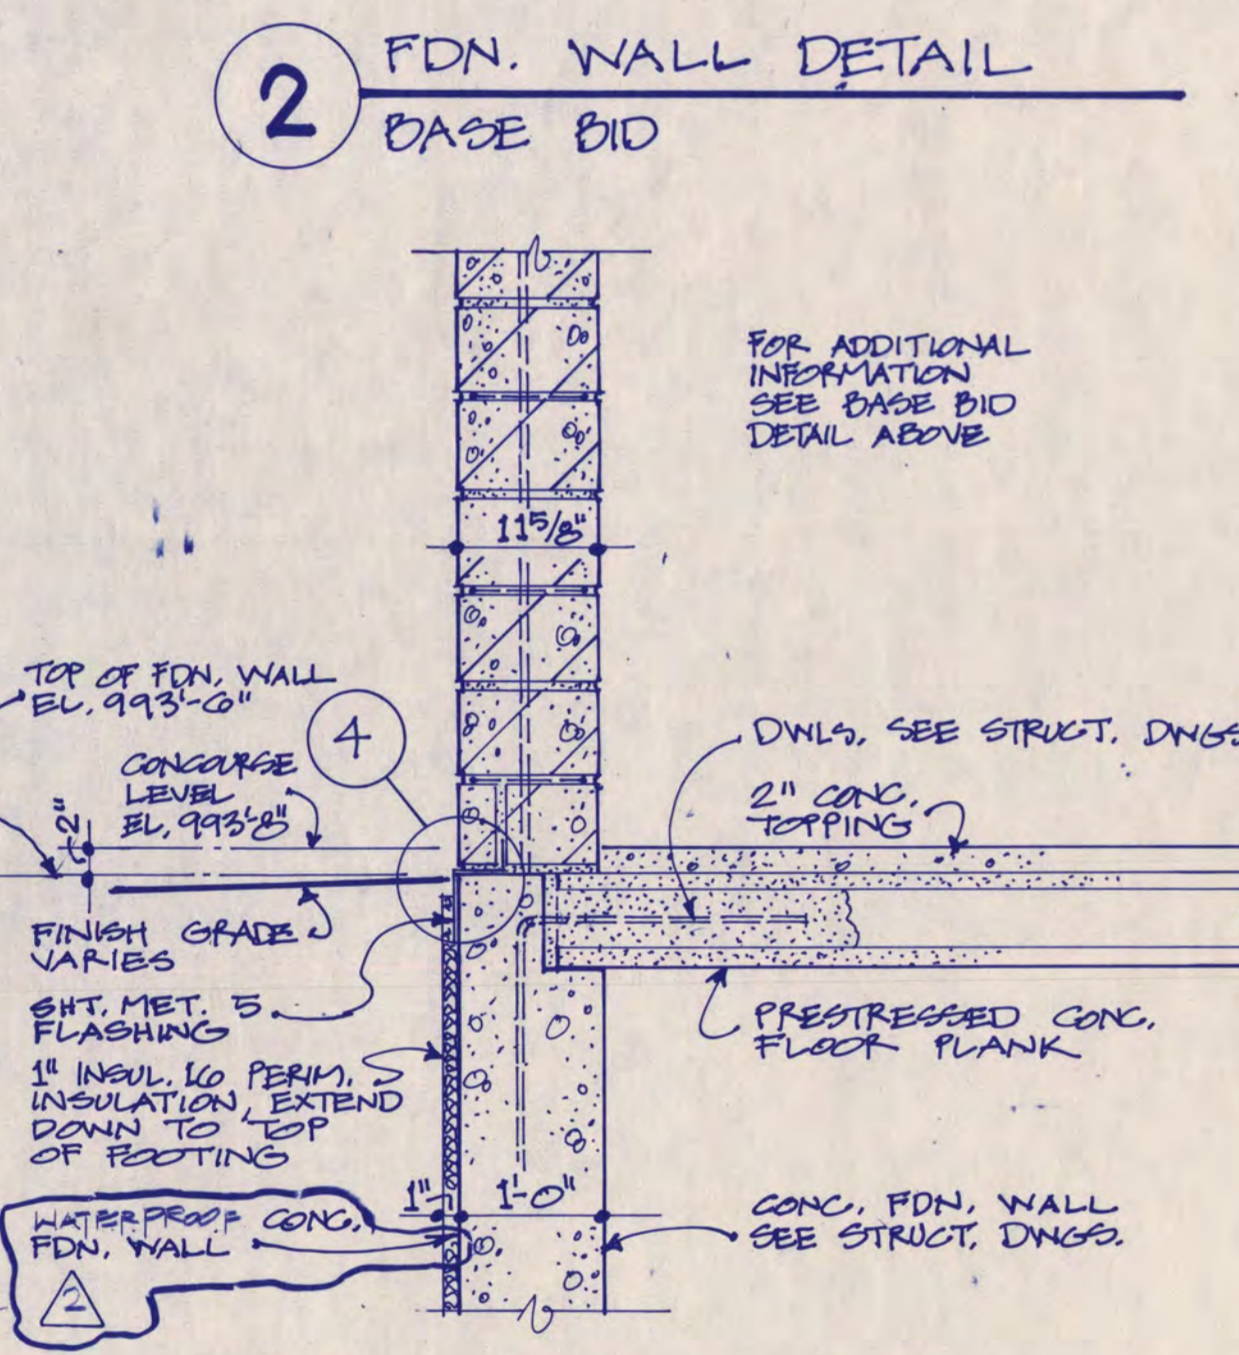 2
FDN. WALL DETAIL
BASE BID
FOR ADDITIONAL
INFORMATION
SEE BASE BID
DETAIL ABOVE
11 5/8"
TOP OF FDN. WALL
EL. 993'-6"
4
CONCOURSE
LEVEL
EL. 993'-8"
2"
DWLS. SEE STRUCT. DWGS
2" CONC.
TOPPING
FINISH GRADE
VARIES
SHT. MET. 5
FLASHING
1" INSUL. 16 PERIM.
INSULATION, EXTEND
DOWN TO TOP
OF FOOTING
PRESTRESSED CONC.
FLOOR PLANK
1"
1'-0"
WATERPROOF CONC.
FDN. WALL
2
CONC. FDN. WALL
SEE STRUCT. DWGS.